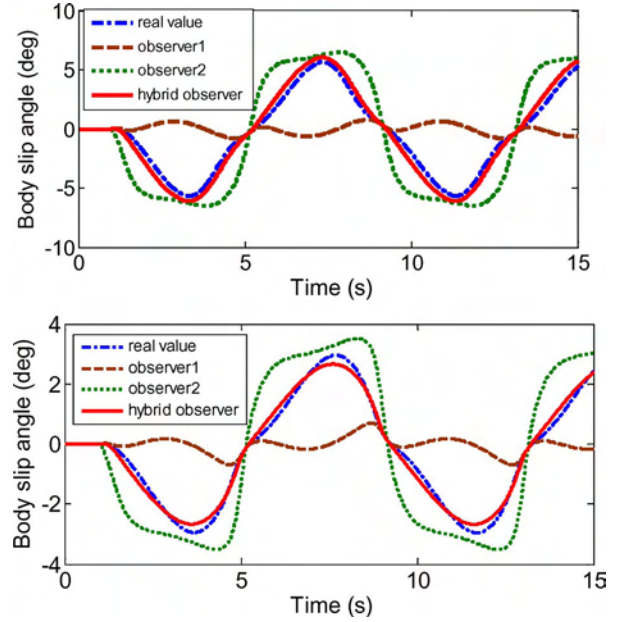 10
5
0
-5
-10
Body slip angle (deg)
real value
observer1
observer2
hybrid observer
0
5
10
15
Time (s)
4
2
0
-2
-4
Body slip angle (deg)
real value
observer1
observer2
hybrid observer
0
5
10
15
Time (s)